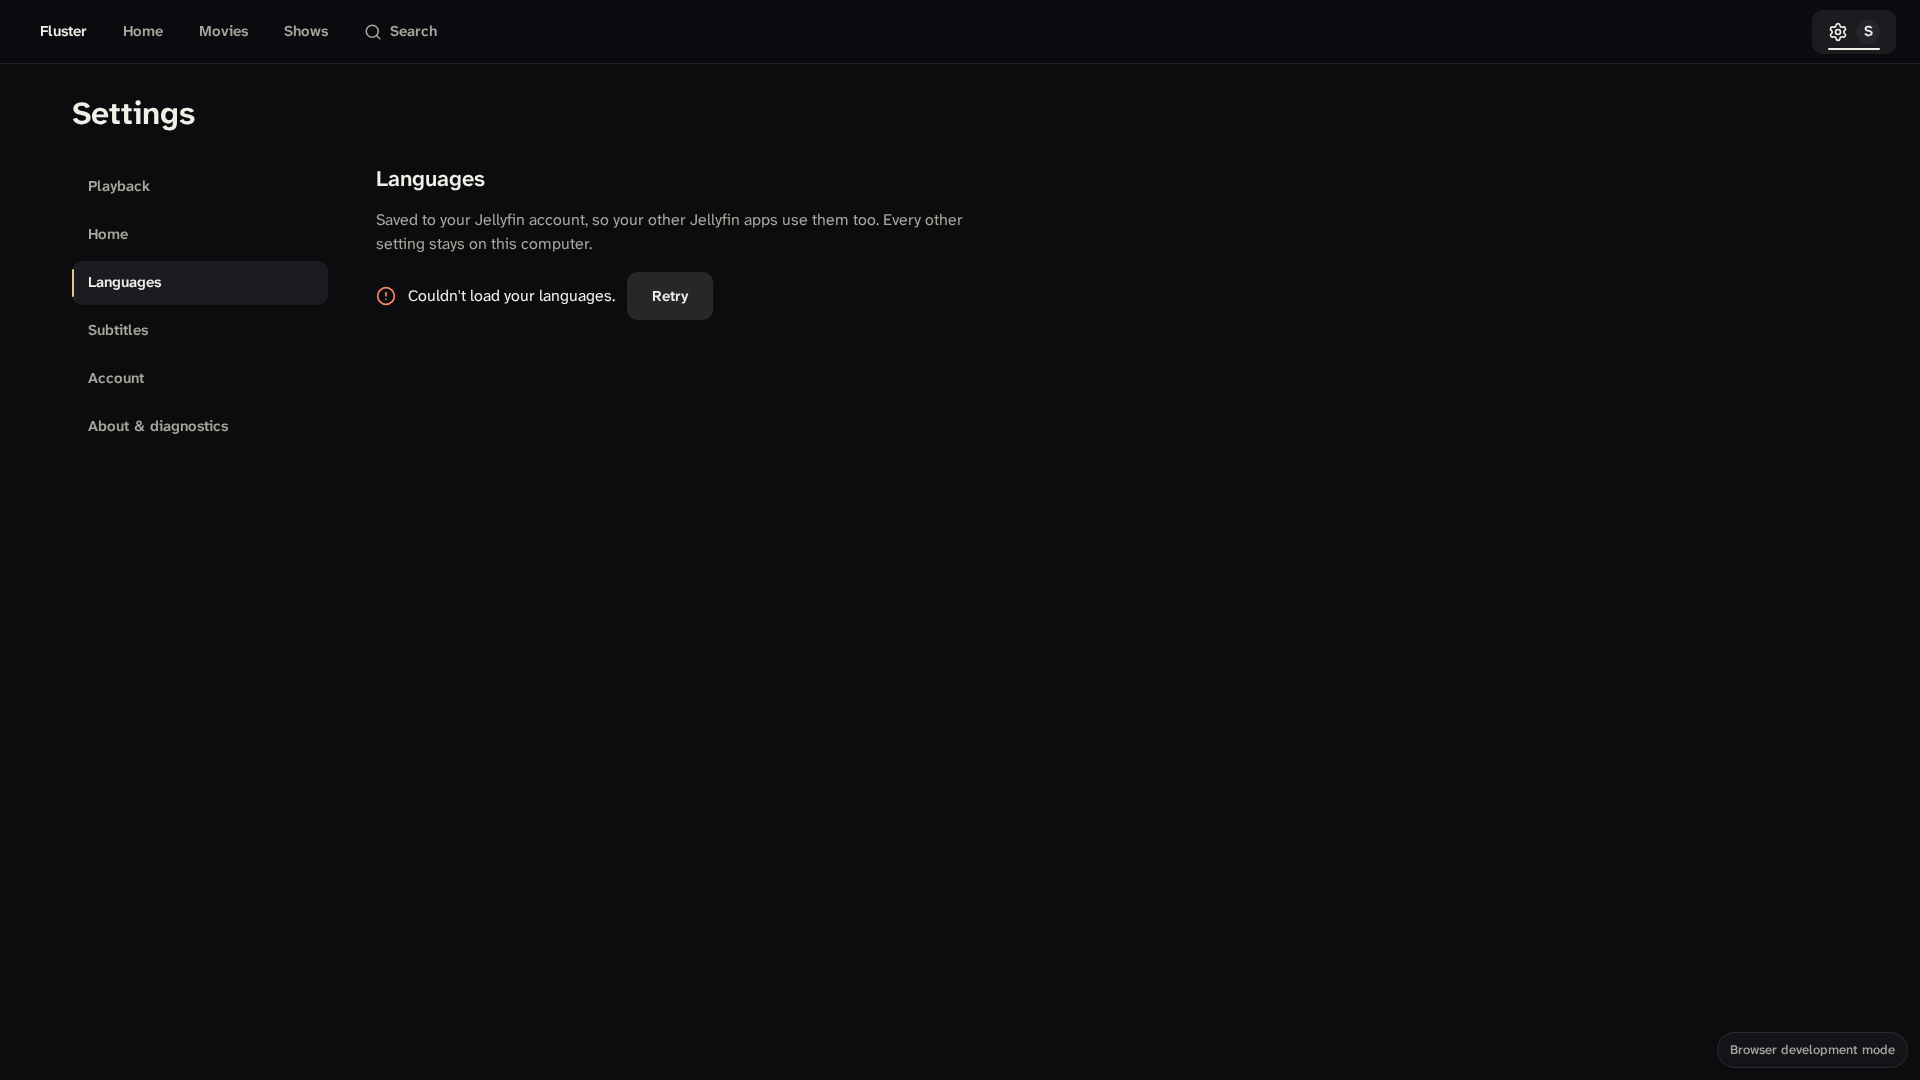 Fluster
Home
Movies
Shows
Search
S
Settings
Playback
Home
Languages
Subtitles
Account
About & diagnostics
Languages
Saved to your Jellyfin account, so your other Jellyfin apps use them too. Every other
setting stays on this computer.
Couldn't load your languages.
Retry
Browser development mode